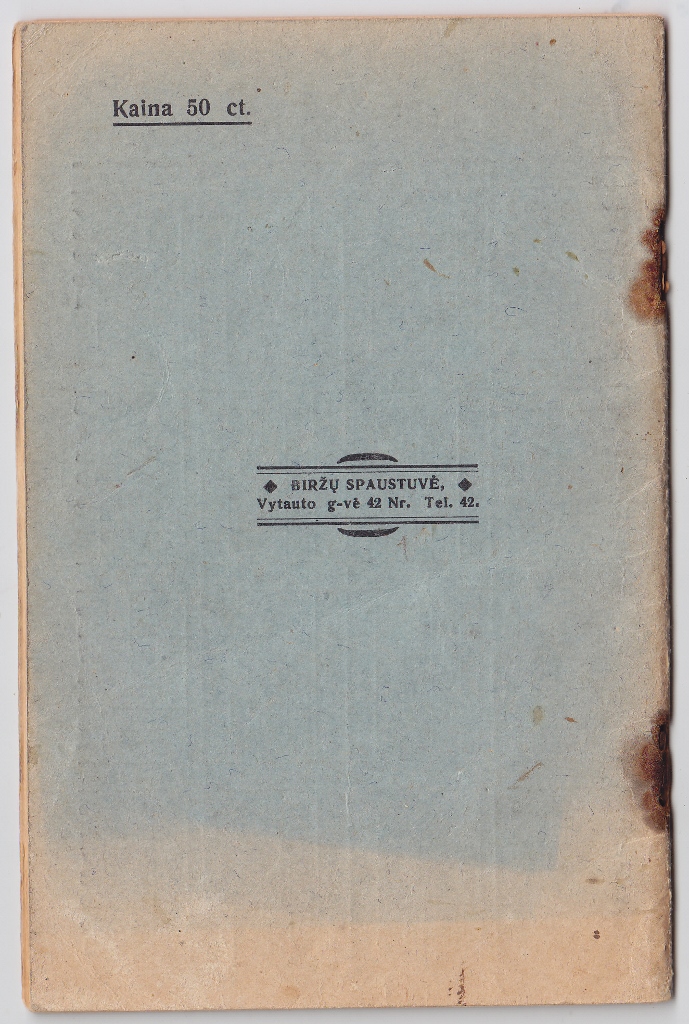 Kaina 50 ct.
BIRŽŲ SPAUSTUVĖ,
Vytauto g-vė 42 Nr. Tel. 42.